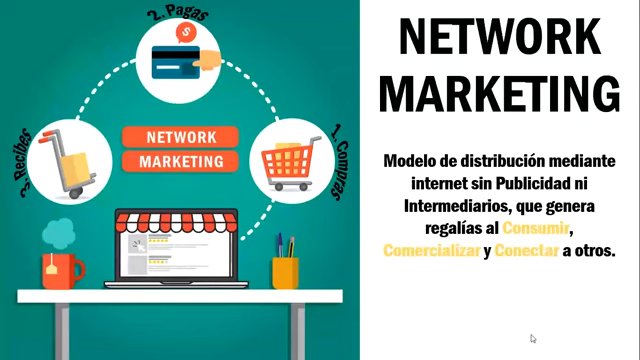 2. Pagas
$
NETWORK
MARKETING
3. Recibes
1. Compras
NETWORK
MARKETING
Modelo de distribución mediante
internet sin Publicidad ni
Intermediarios, que genera
regalías al Consumir,
Comercializar y Conectar a otros.